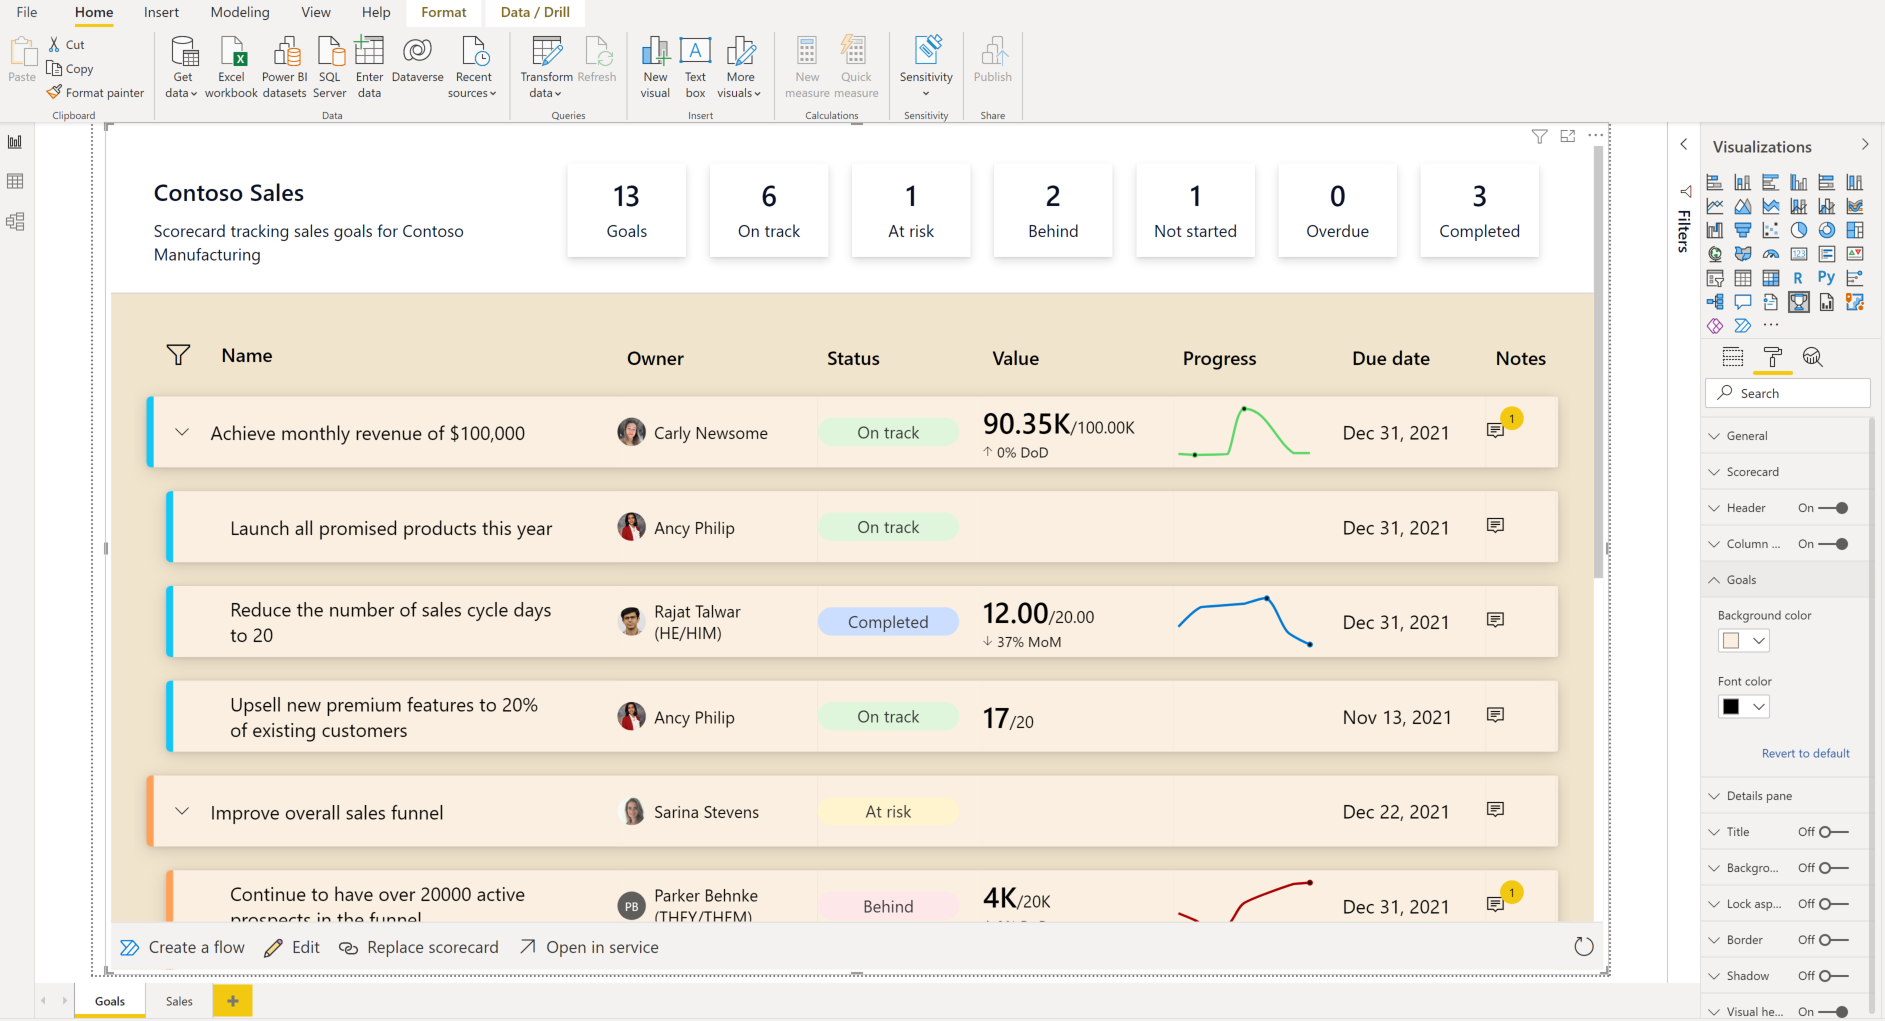 File Home Insert Modeling View Help Format Data / Drill
Paste
Cut
Copy
Format painter
Clipboard
Get data
Excel workbook
Power BI datasets
SQL Server
Enter data
Dataverse
Recent sources
Data
Transform data
Refresh
Queries
New visual
Text box
More visuals
Insert
New measure
Quick measure
Calculations
Sensitivity
Sensitivity
Publish
Share
Contoso Sales
Scorecard tracking sales goals for Contoso
Manufacturing
13
Goals
6
On track
1
At risk
2
Behind
1
Not started
0
Overdue
3
Completed
Name Owner Status Value Progress Due date Notes
Achieve monthly revenue of $100,000
Carly Newsome
On track
90.35K/100.00K
↑ 0% DoD
Dec 31, 2021
1
Launch all promised products this year
Ancy Philip
On track
Dec 31, 2021
Reduce the number of sales cycle days
to 20
Rajat Talwar
(HE/HIM)
Completed
12.00/20.00
↓ 37% MoM
Dec 31, 2021
Upsell new premium features to 20%
of existing customers
Ancy Philip
On track
17/20
Nov 13, 2021
Improve overall sales funnel
Sarina Stevens
At risk
Dec 22, 2021
Continue to have over 20000 active
prospects in the funnel
PB
Parker Behnke
(THEY/THEM)
Behind
4K/20K
Dec 31, 2021
1
Create a flow Edit Replace scorecard Open in service
Goals Sales +
Filters
Visualizations
123
R
Py
Search
General
Scorecard
Header On
Column ... On
Goals
Background color
Font color
Revert to default
Details pane
Title Off
Backgro... Off
Lock asp... Off
Border Off
Shadow Off
Visual he... On